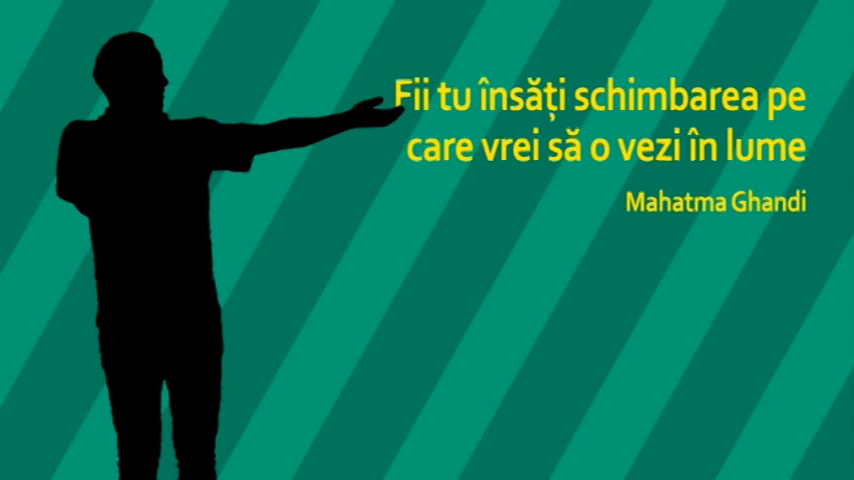 Fii tu însăți schimbarea pe
care vrei să o vezi în lume
Mahatma Ghandi